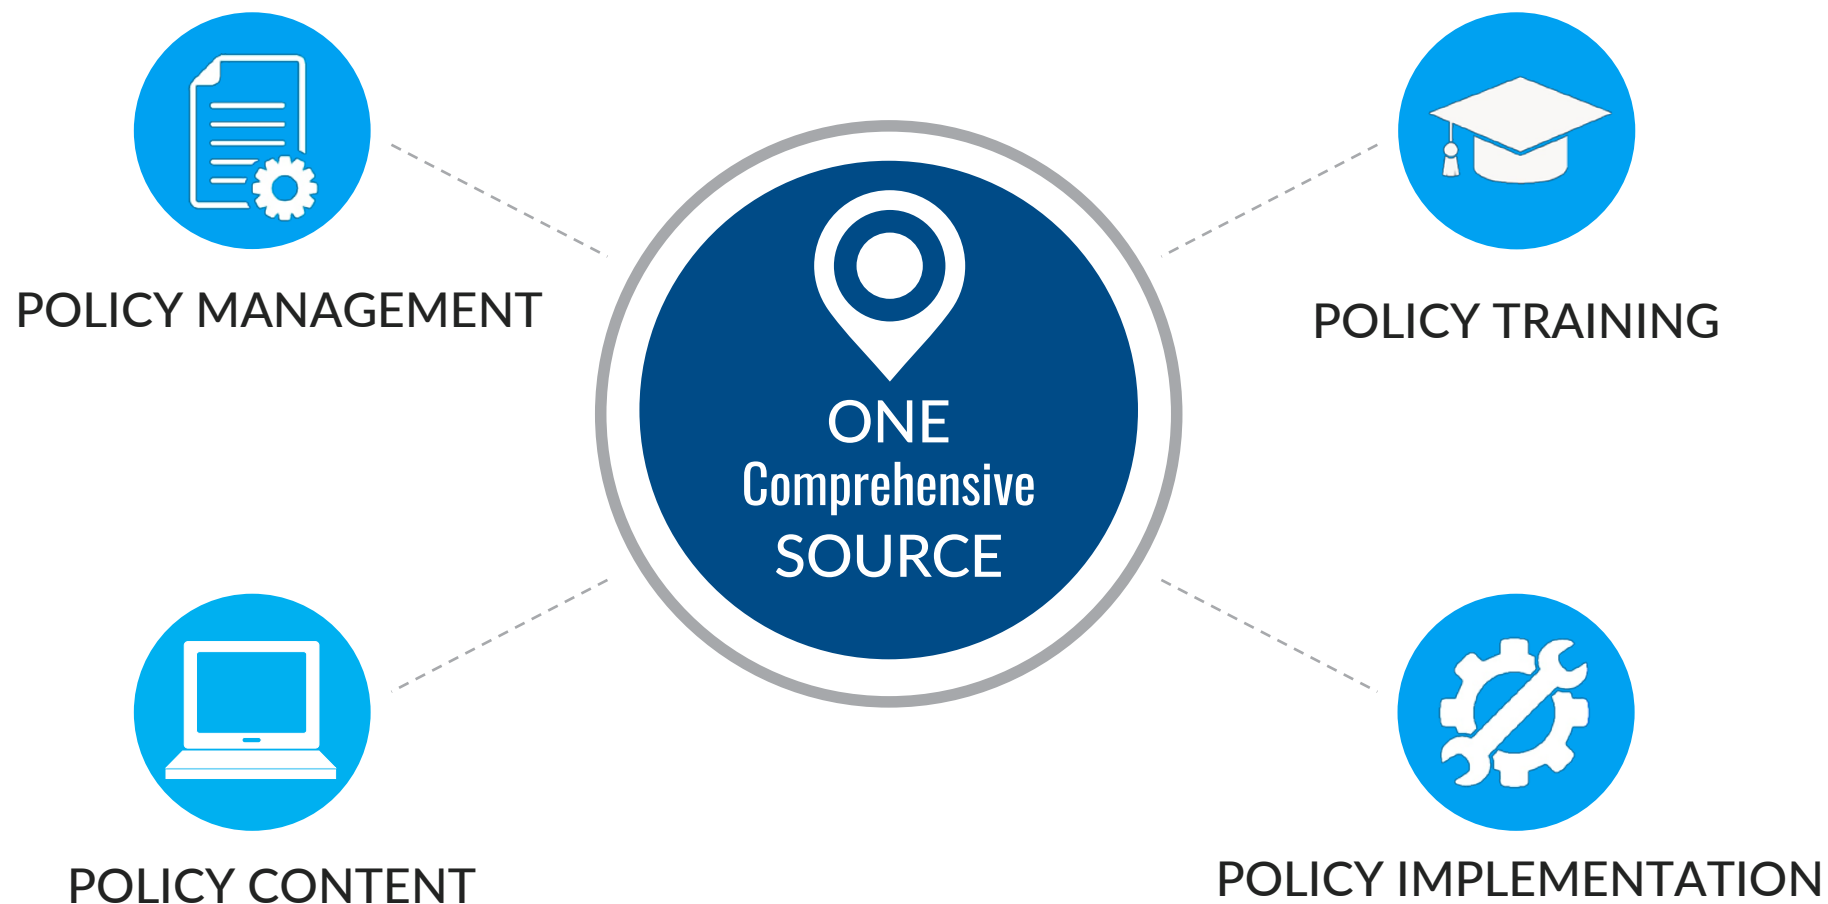 POLICY MANAGEMENT
POLICY TRAINING
ONE
Comprehensive
SOURCE
POLICY CONTENT
POLICY IMPLEMENTATION